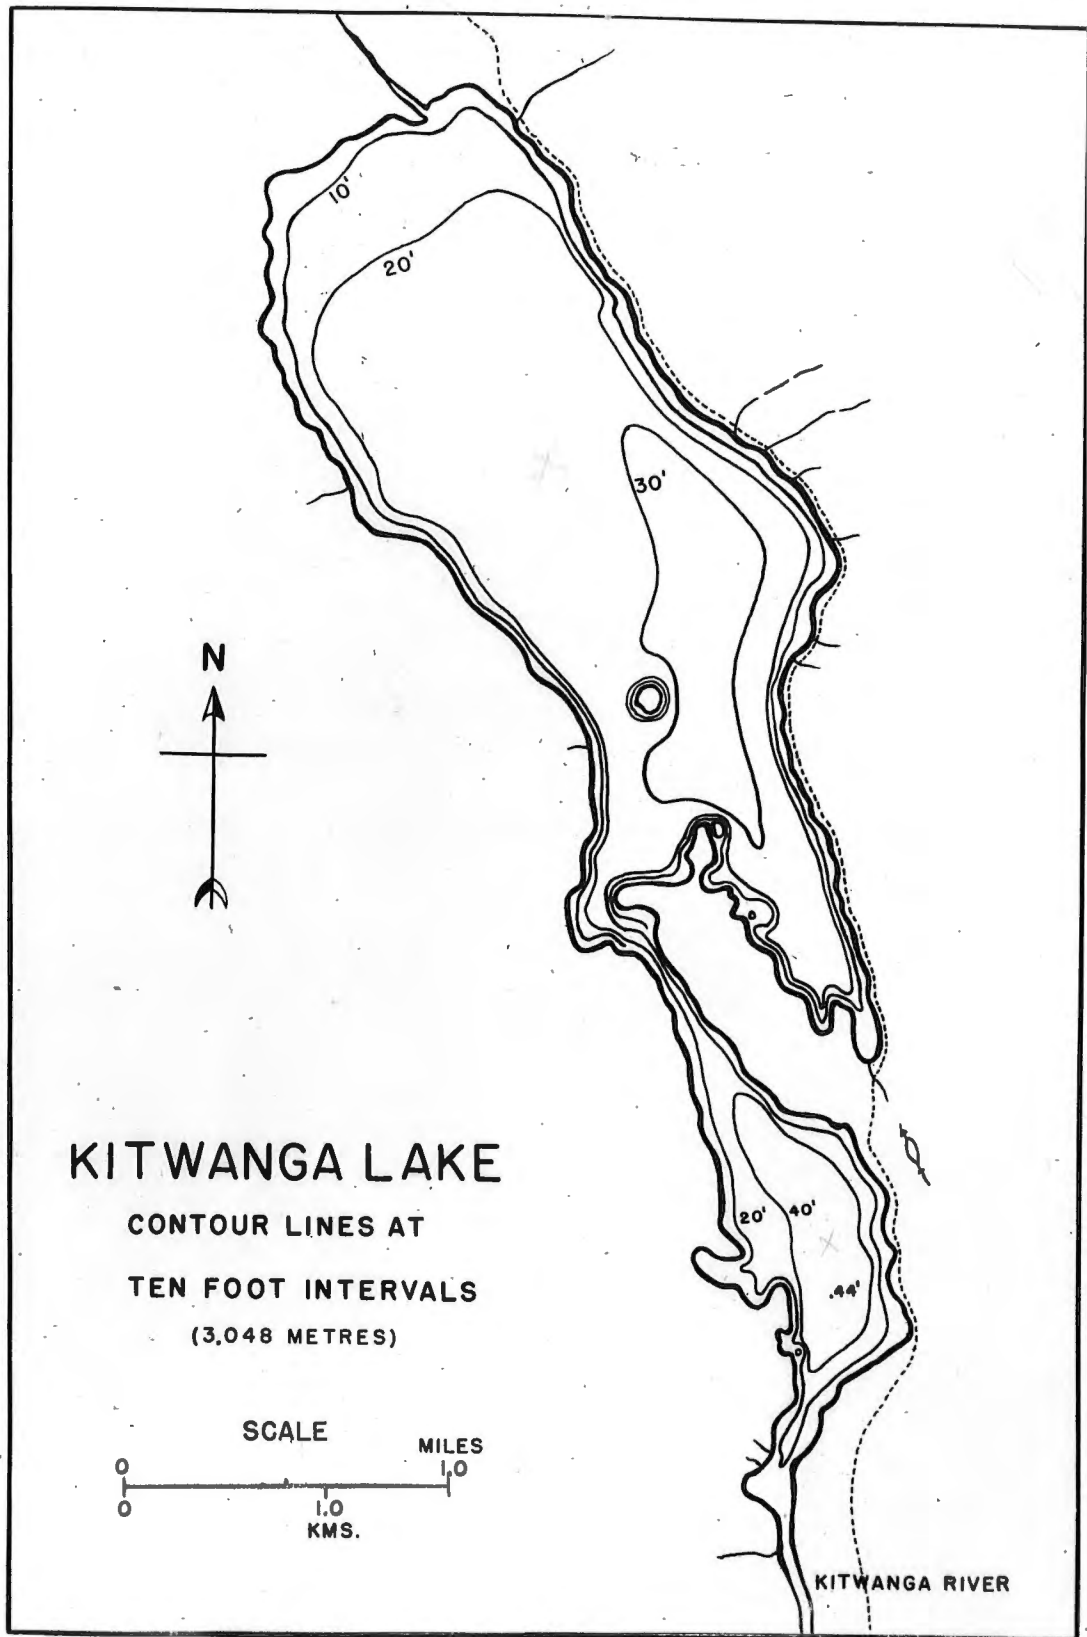 10'
20'
30'
N
20'
40'
.44'
KITWANGA LAKE
CONTOUR LINES AT
TEN FOOT INTERVALS
(3.048 METRES)
SCALE
MILES
0 1.0
0 1.0
KMS.
KITWANGA RIVER